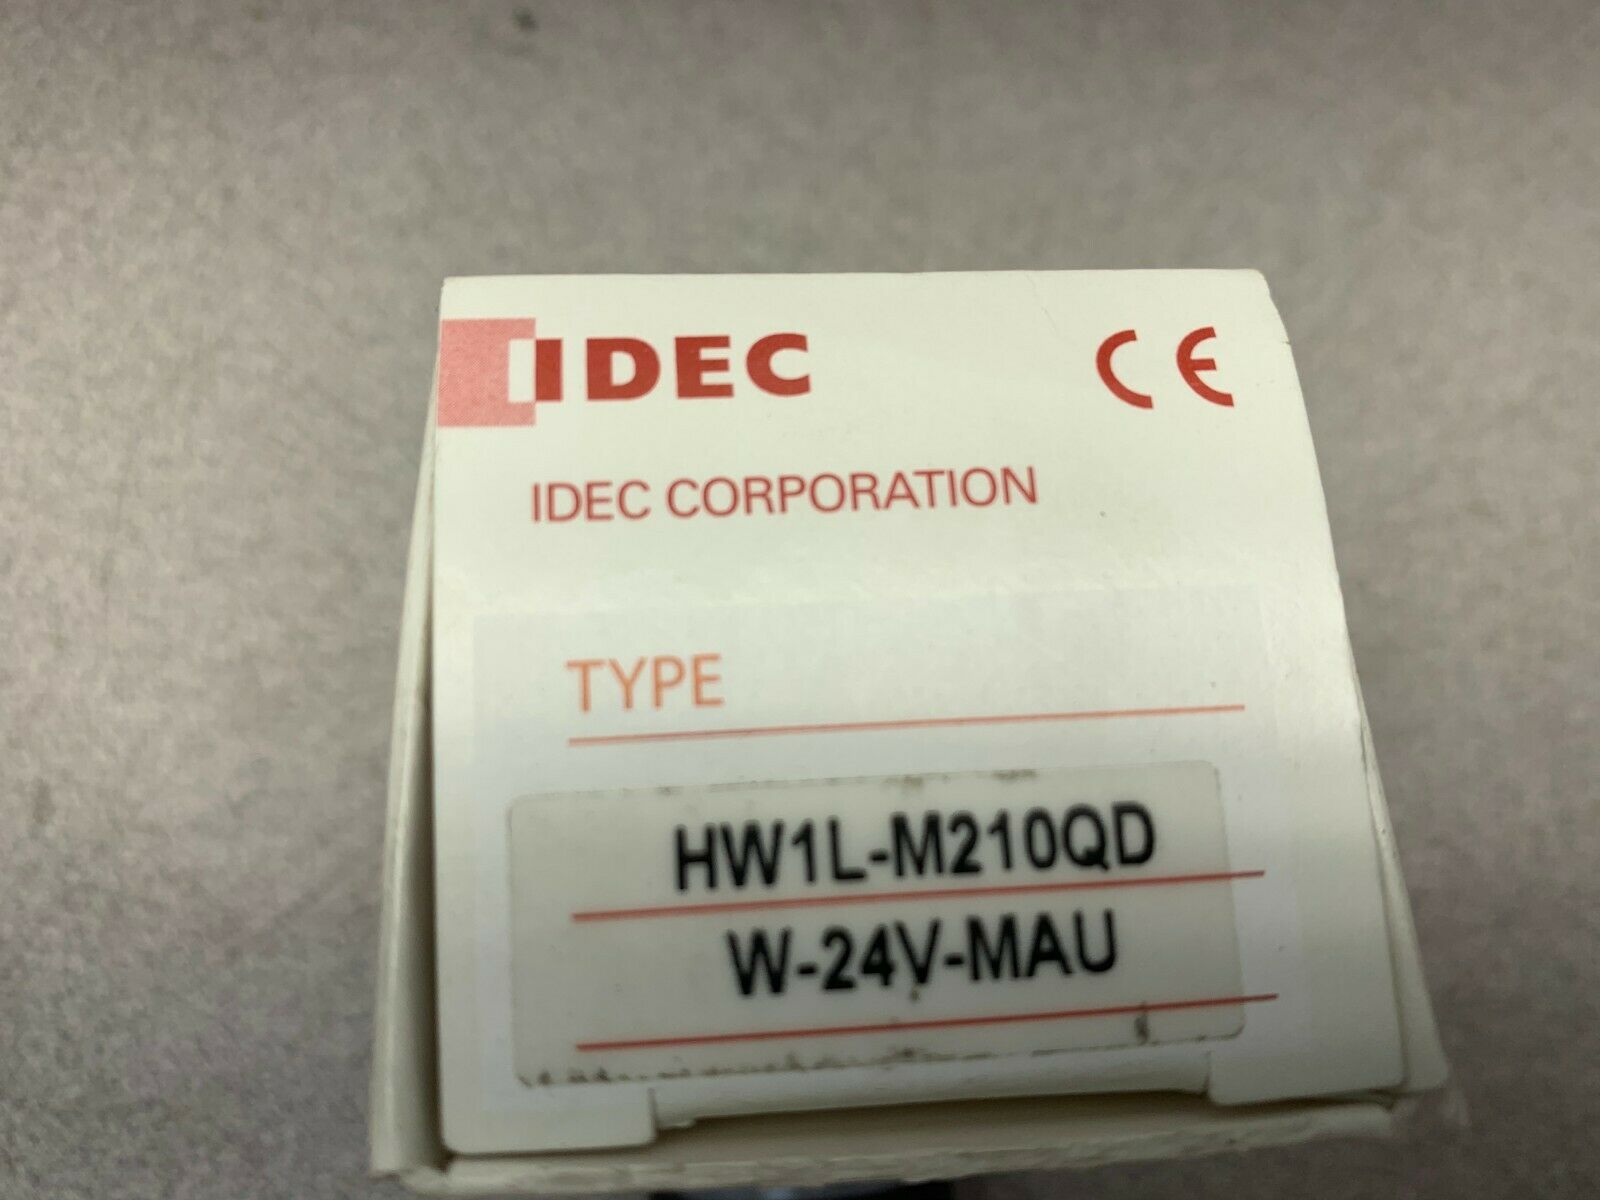 IDEC
CE
IDEC CORPORATION
TYPE
HW1L-M210QD
W-24V-MAU